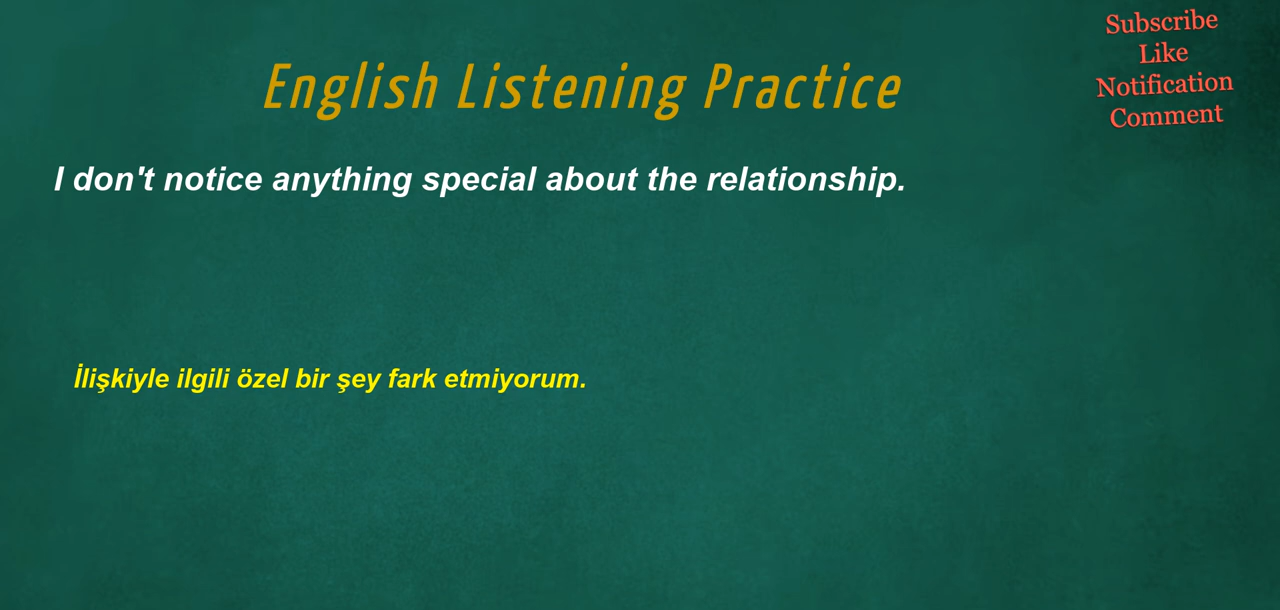 English Listening Practice
Subscribe
Like
Notification
Comment
I don't notice anything special about the relationship.
İlişkiyle ilgili özel bir şey fark etmiyorum.